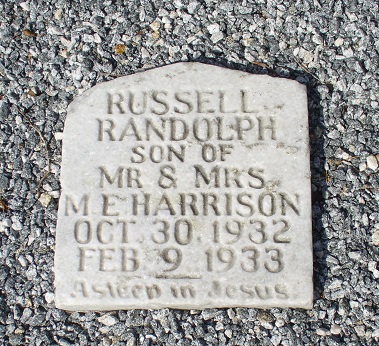 RUSSELL
RANDOLPH
SON OF
MR & MRS.
M.E. HARRISON
OCT. 30. 1932
FEB. 9 1933
Asleep in Jesus.